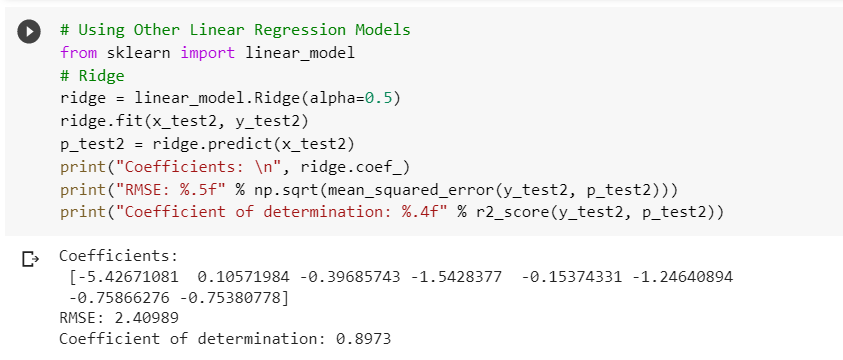 # Using Other Linear Regression Models
from sklearn import linear_model
# Ridge
ridge = linear_model.Ridge(alpha=0.5)
ridge.fit(x_test2, y_test2)
p_test2 = ridge.predict(x_test2)
print("Coefficients: \n", ridge.coef_)
print("RMSE: %.5f" % np.sqrt(mean_squared_error(y_test2, p_test2)))
print("Coefficient of determination: %.4f" % r2_score(y_test2, p_test2))
Coefficients:
[-5.42671081  0.10571984 -0.39685743 -1.5428377  -0.15374331 -1.24640894
-0.75866276 -0.75380778]
RMSE: 2.40989
Coefficient of determination: 0.8973